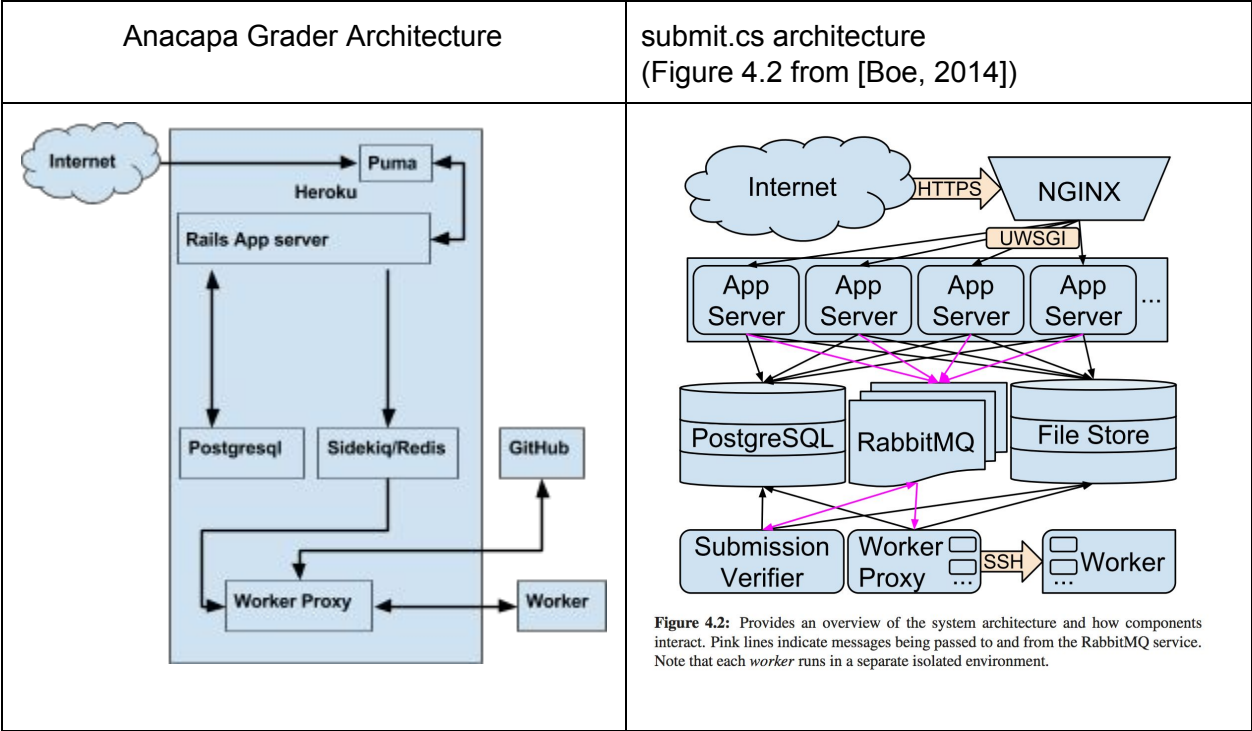 Anacapa Grader Architecture
submit.cs architecture
(Figure 4.2 from [Boe, 2014])
Internet
Puma
Heroku
Rails App server
Postgresql
Sidekiq/Redis
GitHub
Worker Proxy
Worker
Internet
HTTPS
NGINX
UWSGI
App
Server
App
Server
App
Server
App
Server
...
PostgreSQL
RabbitMQ
File Store
Submission
Verifier
Worker
Proxy
...
SSH
Worker
...
Figure 4.2: Provides an overview of the system architecture and how components
interact. Pink lines indicate messages being passed to and from the RabbitMQ service.
Note that each worker runs in a separate isolated environment.